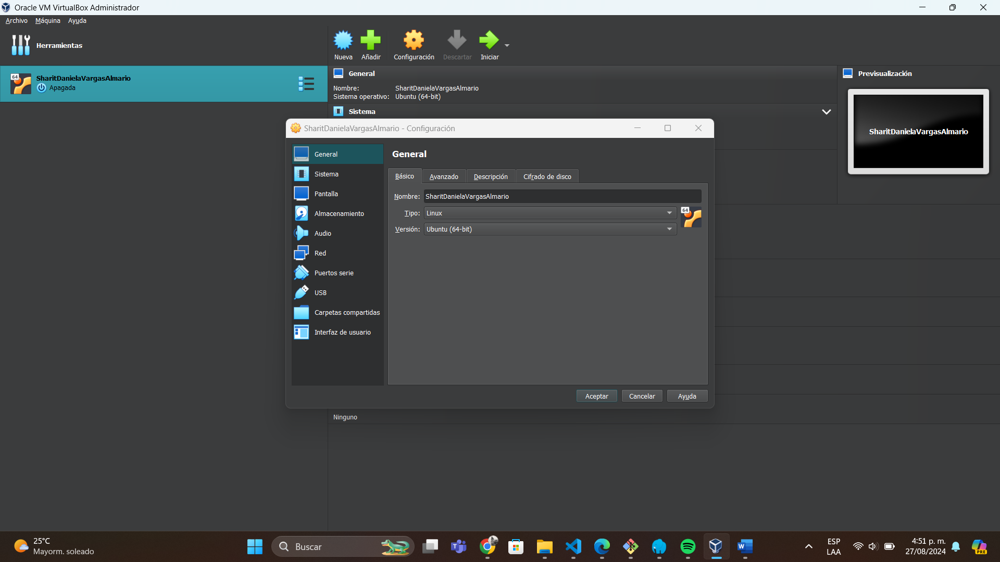 Oracle VM VirtualBox Administrador
Archivo Máquina Ayuda
Herramientas
Nueva Añadir Configuración Descartar Iniciar
64
SharitDanielaVargasAlmario
Apagada
General
Nombre: SharitDanielaVargasAlmario
Sistema operativo: Ubuntu (64-bit)
Sistema
Previsualización
SharitDanielaVargasAlmario
SharitDanielaVargasAlmario - Configuración
General
Sistema
Pantalla
Almacenamiento
Audio
Red
Puertos serie
USB
Carpetas compartidas
Interfaz de usuario
General
Básico Avanzado Descripción Cifrado de disco
Nombre: SharitDanielaVargasAlmario
Tipo: Linux
64
Versión: Ubuntu (64-bit)
Aceptar Cancelar Ayuda
Ninguno
25°C
Mayorm. soleado
Buscar
ESP
LAA
4:51 p. m.
27/08/2024
PRE